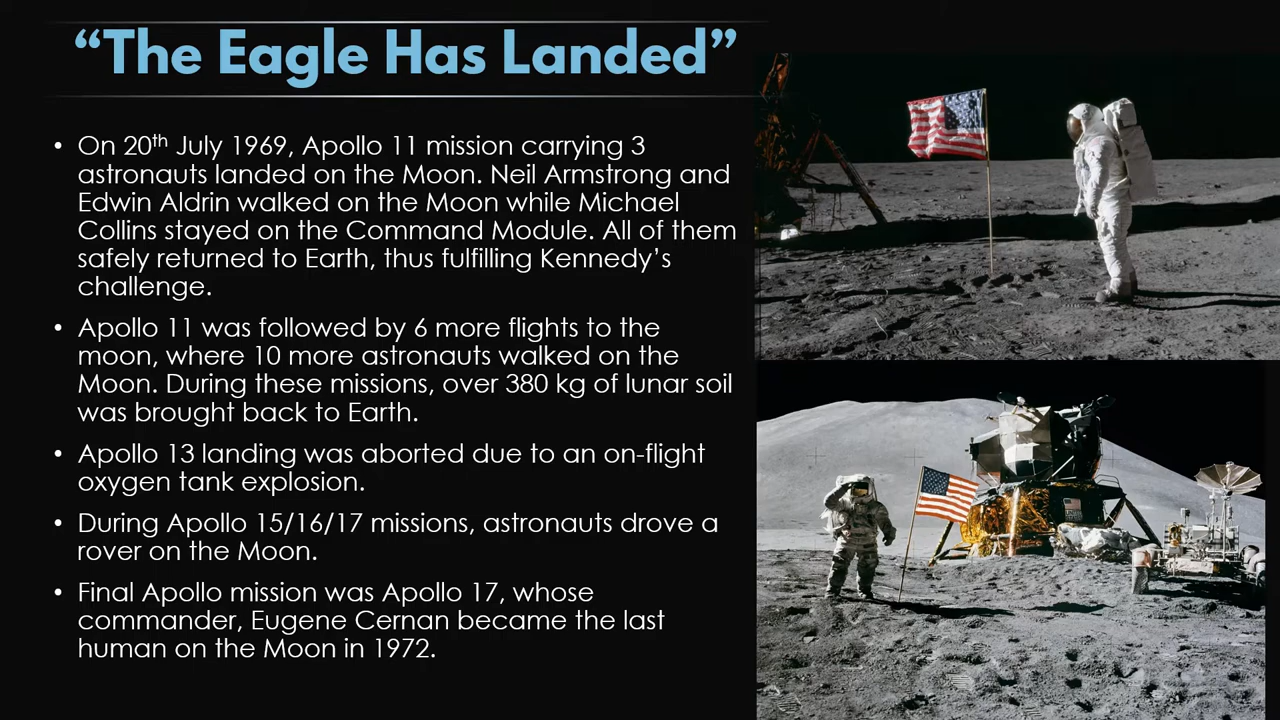 “The Eagle Has Landed”
• On 20th July 1969, Apollo 11 mission carrying 3
astronauts landed on the Moon. Neil Armstrong and
Edwin Aldrin walked on the Moon while Michael
Collins stayed on the Command Module. All of them
safely returned to Earth, thus fulfilling Kennedy’s
challenge.
• Apollo 11 was followed by 6 more flights to the
moon, where 10 more astronauts walked on the
Moon. During these missions, over 380 kg of lunar soil
was brought back to Earth.
• Apollo 13 landing was aborted due to an on-flight
oxygen tank explosion.
• During Apollo 15/16/17 missions, astronauts drove a
rover on the Moon.
• Final Apollo mission was Apollo 17, whose
commander, Eugene Cernan became the last
human on the Moon in 1972.